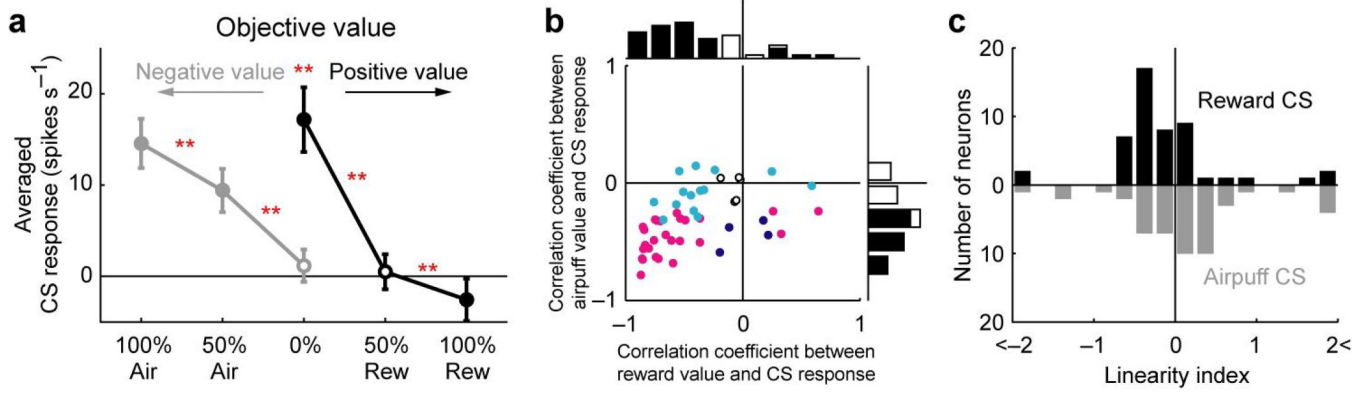 a
Objective value
Negative value
**
Positive value
**
**
**
**
Averaged
CS response (spikes s⁻¹)
20
10
0
100%
Air
50%
Air
0%
50%
Rew
100%
Rew
b
Correlation coefficient between
airpuff value and CS response
1
0
–1
–1
0
1
Correlation coefficient between
reward value and CS response
c
Number of neurons
20
10
0
10
20
Reward CS
Airpuff CS
<–2
–1
0
1
2<
Linearity index